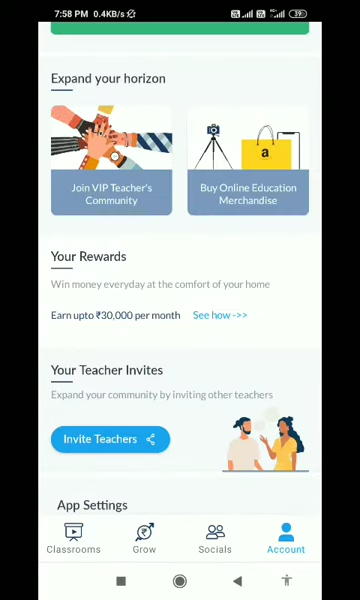 7:58 PM 0.4KB/s
39
Expand your horizon
Join VIP Teacher's
Community
a
Buy Online Education
Merchandise
Your Rewards
Win money everyday at the comfort of your home
Earn upto ₹30,000 per month See how ->>
Your Teacher Invites
Expand your community by inviting other teachers
Invite Teachers
App Settings
Classrooms Grow Socials Account